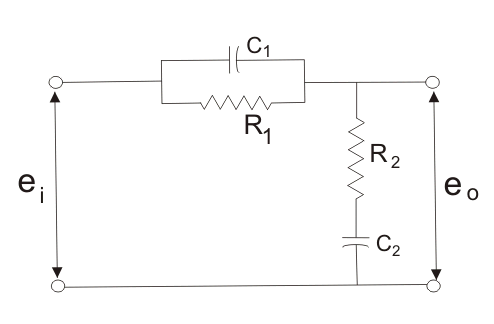 C₁
R₁
R₂
eᵢ
eₒ
C₂